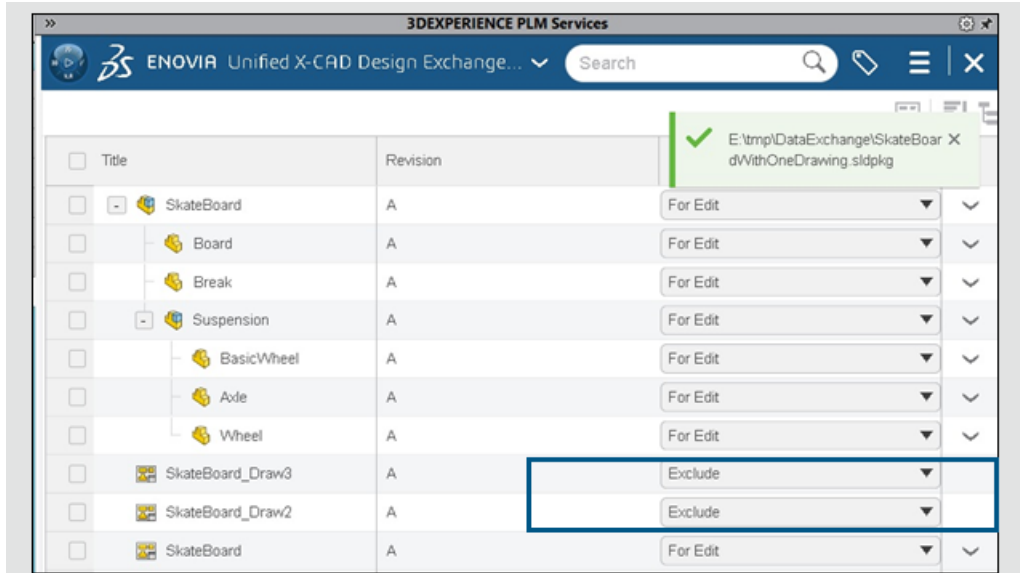 3DEXPERIENCE PLM Services
ENOVIA Unified X-CAD Design Exchange...
Search
E:\tmp\DataExchange\SkateBoar
dWithOneDrawing.sldpkg
Title Revision
SkateBoard A For Edit
Board A For Edit
Break A For Edit
Suspension A For Edit
BasicWheel A For Edit
Axle A For Edit
Wheel A For Edit
SkateBoard_Draw3 A Exclude
SkateBoard_Draw2 A Exclude
SkateBoard A For Edit